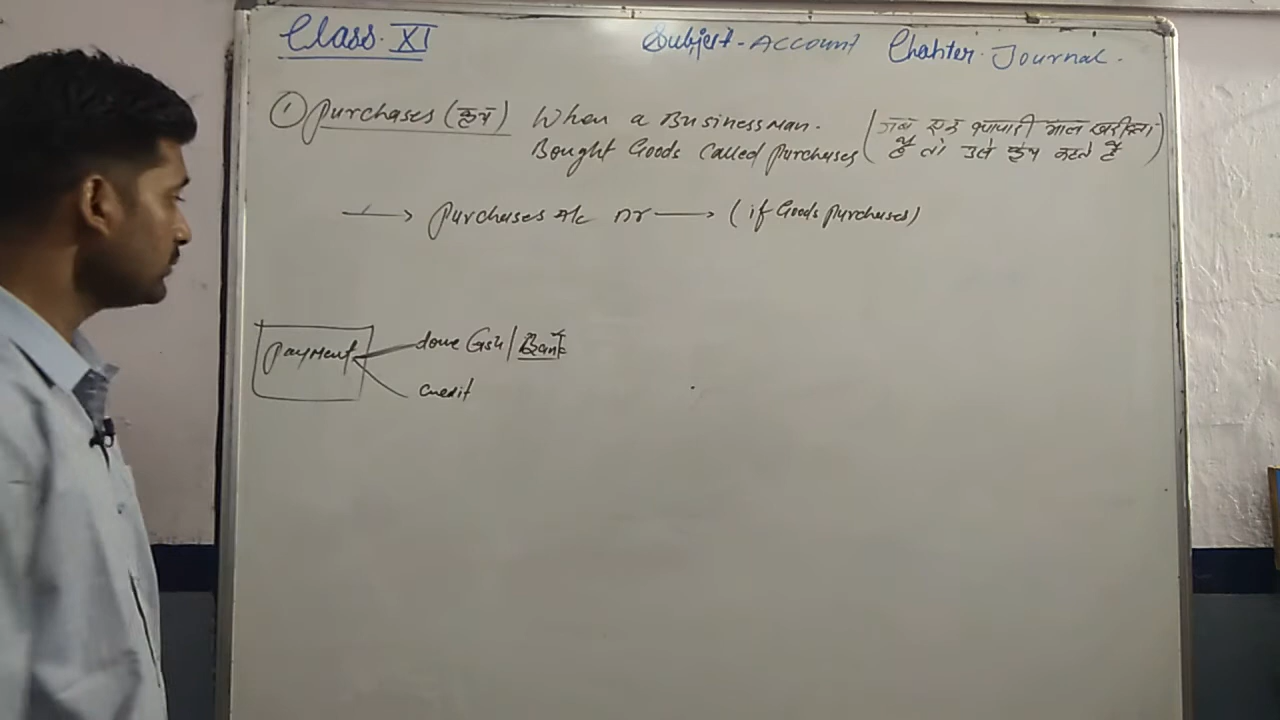 Class. XI Subject - Account Chapter. Journal.
① Purchases (क्रय) When a Businessman. (जब एक व्यापारी माल खरीदता
Bought Goods Called Purchases है तो उसे क्रय कहते हैं)
→ Purchases A/c Dr → (if Goods Purchases)
Payment done Cash / Bank
Credit